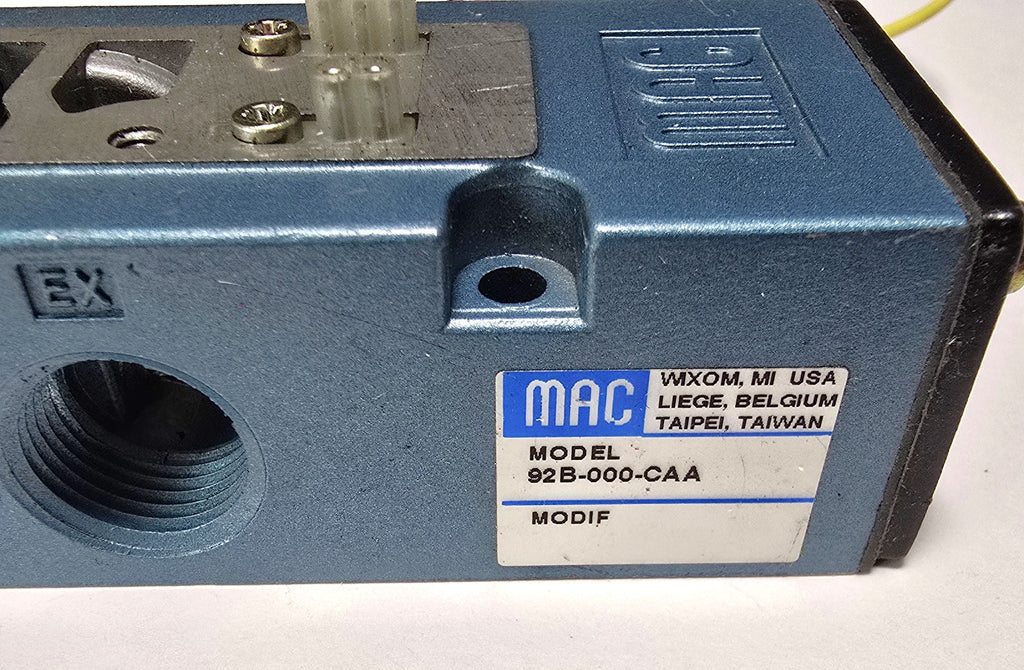 MAC
EX
MAC
WIXOM, MI USA
LIEGE, BELGIUM
TAIPEI, TAIWAN
MODEL
92B-000-CAA
MODIF